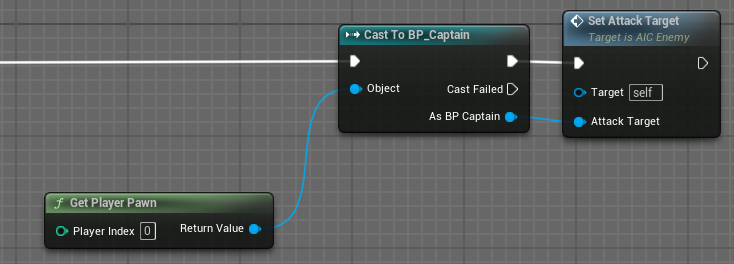 Cast To BP_Captain
Object
Cast Failed
As BP Captain
Set Attack Target
Target is AIC Enemy
Target self
Attack Target
f Get Player Pawn
Player Index 0
Return Value